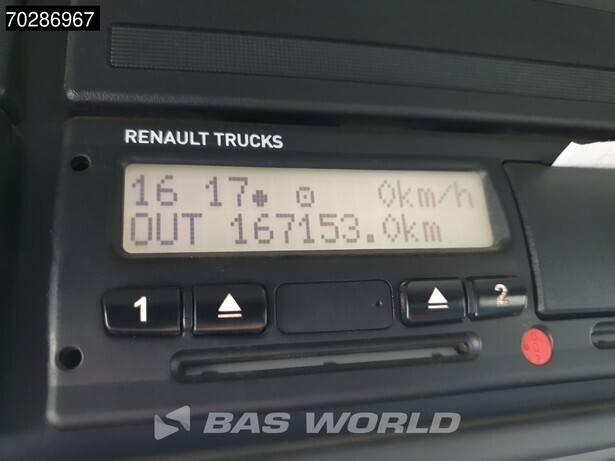 70286967
RENAULT TRUCKS
16 17 0km/h
OUT 167153.0km
1 2
BAS WORLD